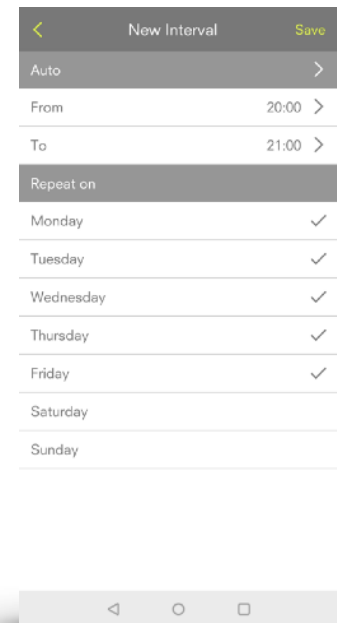 New Interval Save
Auto
From 20:00
To 21:00
Repeat on
Monday
Tuesday
Wednesday
Thursday
Friday
Saturday
Sunday